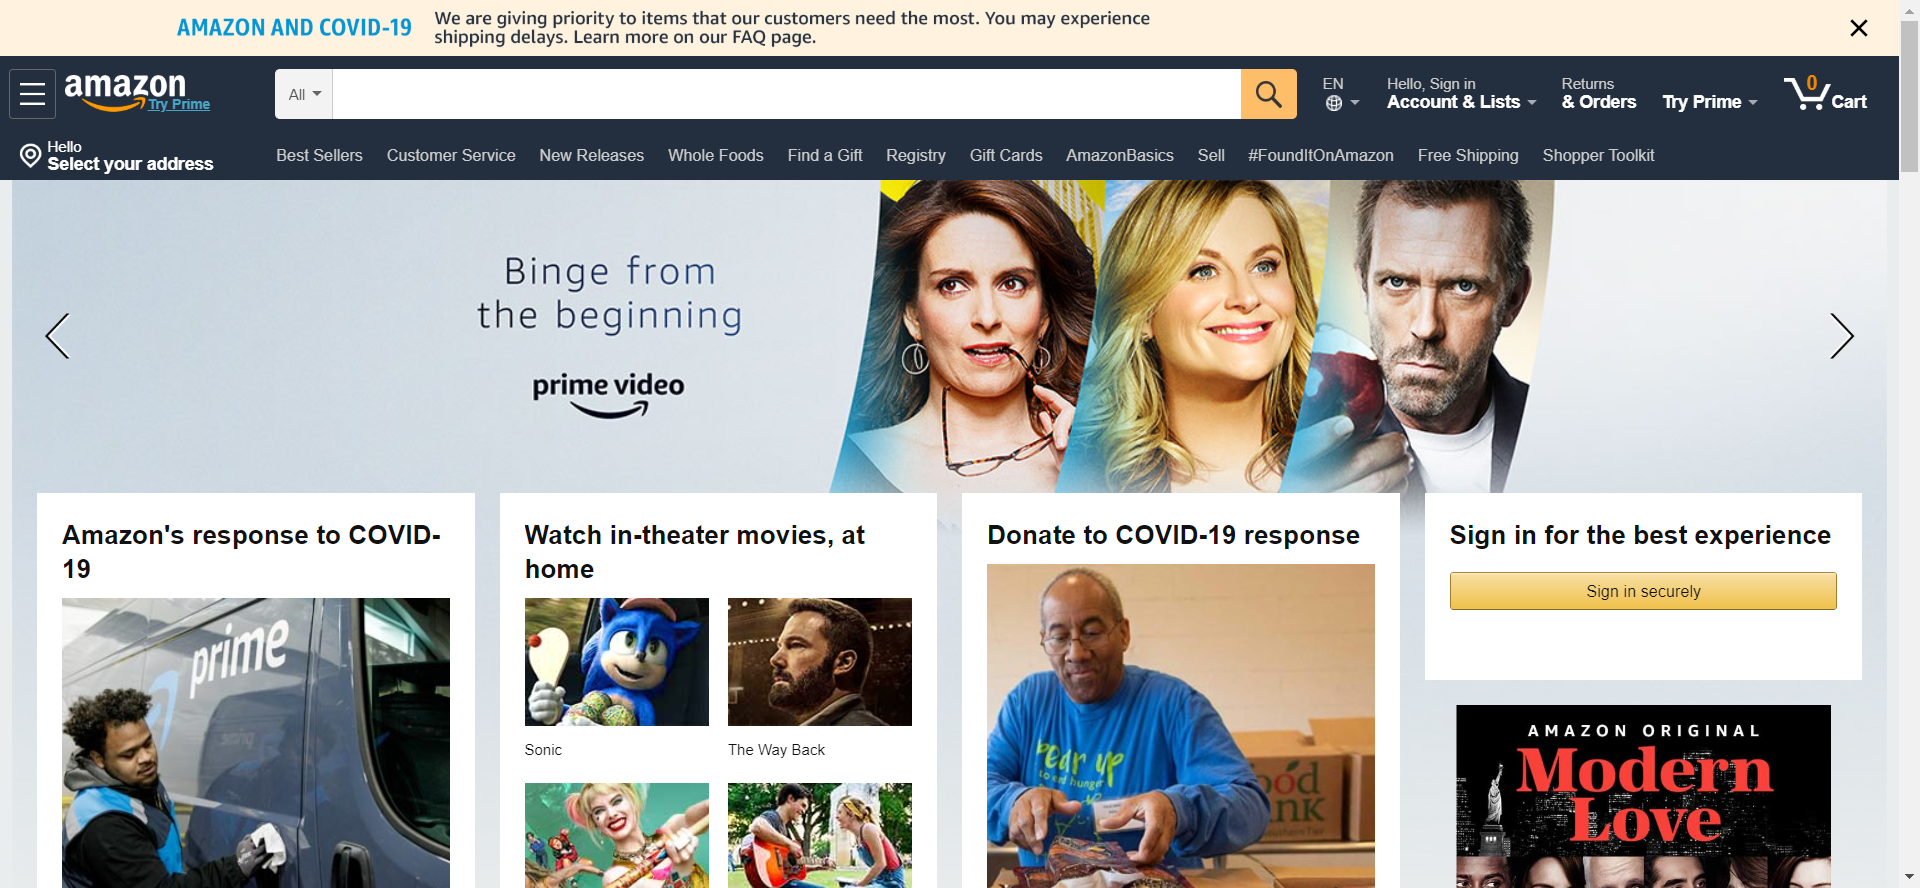 AMAZON AND COVID-19
We are giving priority to items that our customers need the most. You may experience
shipping delays. Learn more on our FAQ page.
amazon
Try Prime
All
EN
Hello, Sign in
Account & Lists
Returns
& Orders
Try Prime
0
Cart
Hello
Select your address
Best Sellers
Customer Service
New Releases
Whole Foods
Find a Gift
Registry
Gift Cards
AmazonBasics
Sell
#FoundItOnAmazon
Free Shipping
Shopper Toolkit
Binge from
the beginning
prime video
Amazon's response to COVID-
19
prime
Watch in-theater movies, at
home
Sonic
The Way Back
Donate to COVID-19 response
Sign in for the best experience
Sign in securely
AMAZON ORIGINAL
Modern
Love